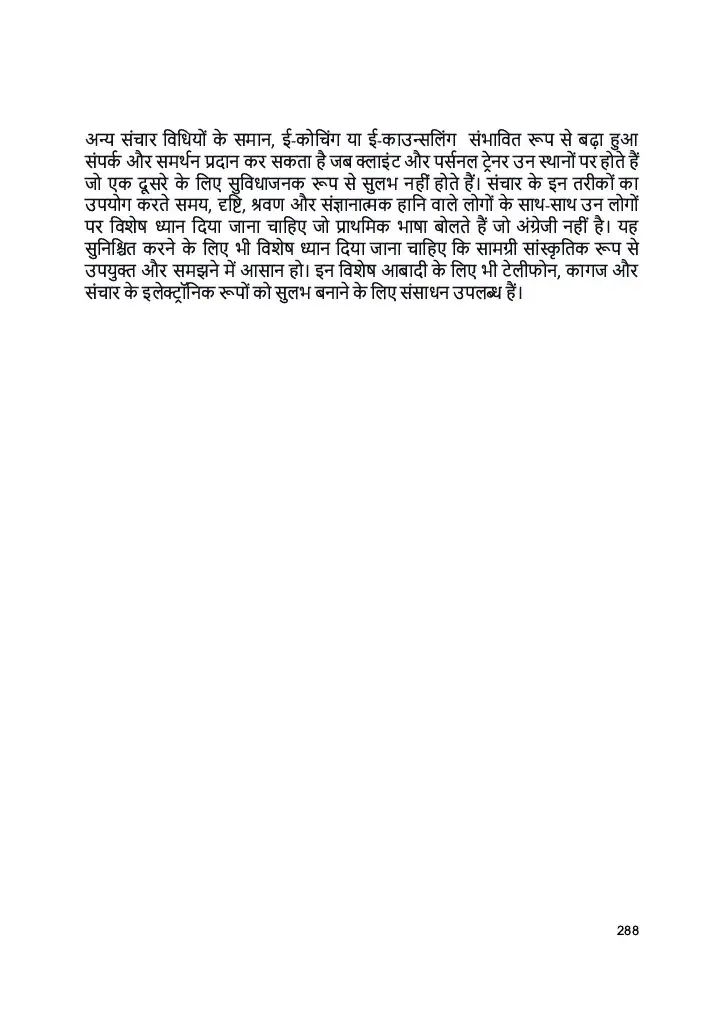 अन्य संचार विधियों के समान, ई-कोचिंग या ई-काउन्सलिंग संभावित रूप से बढ़ा हुआ
संपर्क और समर्थन प्रदान कर सकता है जब क्लाइंट और पर्सनल ट्रेनर उन स्थानों पर होते हैं
जो एक दूसरे के लिए सुविधाजनक रूप से सुलभ नहीं होते हैं। संचार के इन तरीकों का
उपयोग करते समय, दृष्टि, श्रवण और संज्ञानात्मक हानि वाले लोगों के साथ-साथ उन लोगों
पर विशेष ध्यान दिया जाना चाहिए जो प्राथमिक भाषा बोलते हैं जो अंग्रेजी नहीं है। यह
सुनिश्चित करने के लिए भी विशेष ध्यान दिया जाना चाहिए कि सामग्री सांस्कृतिक रूप से
उपयुक्त और समझने में आसान हो। इन विशेष आबादी के लिए भी टेलीफोन, कागज और
संचार के इलेक्ट्रॉनिक रूपों को सुलभ बनाने के लिए संसाधन उपलब्ध हैं।
288